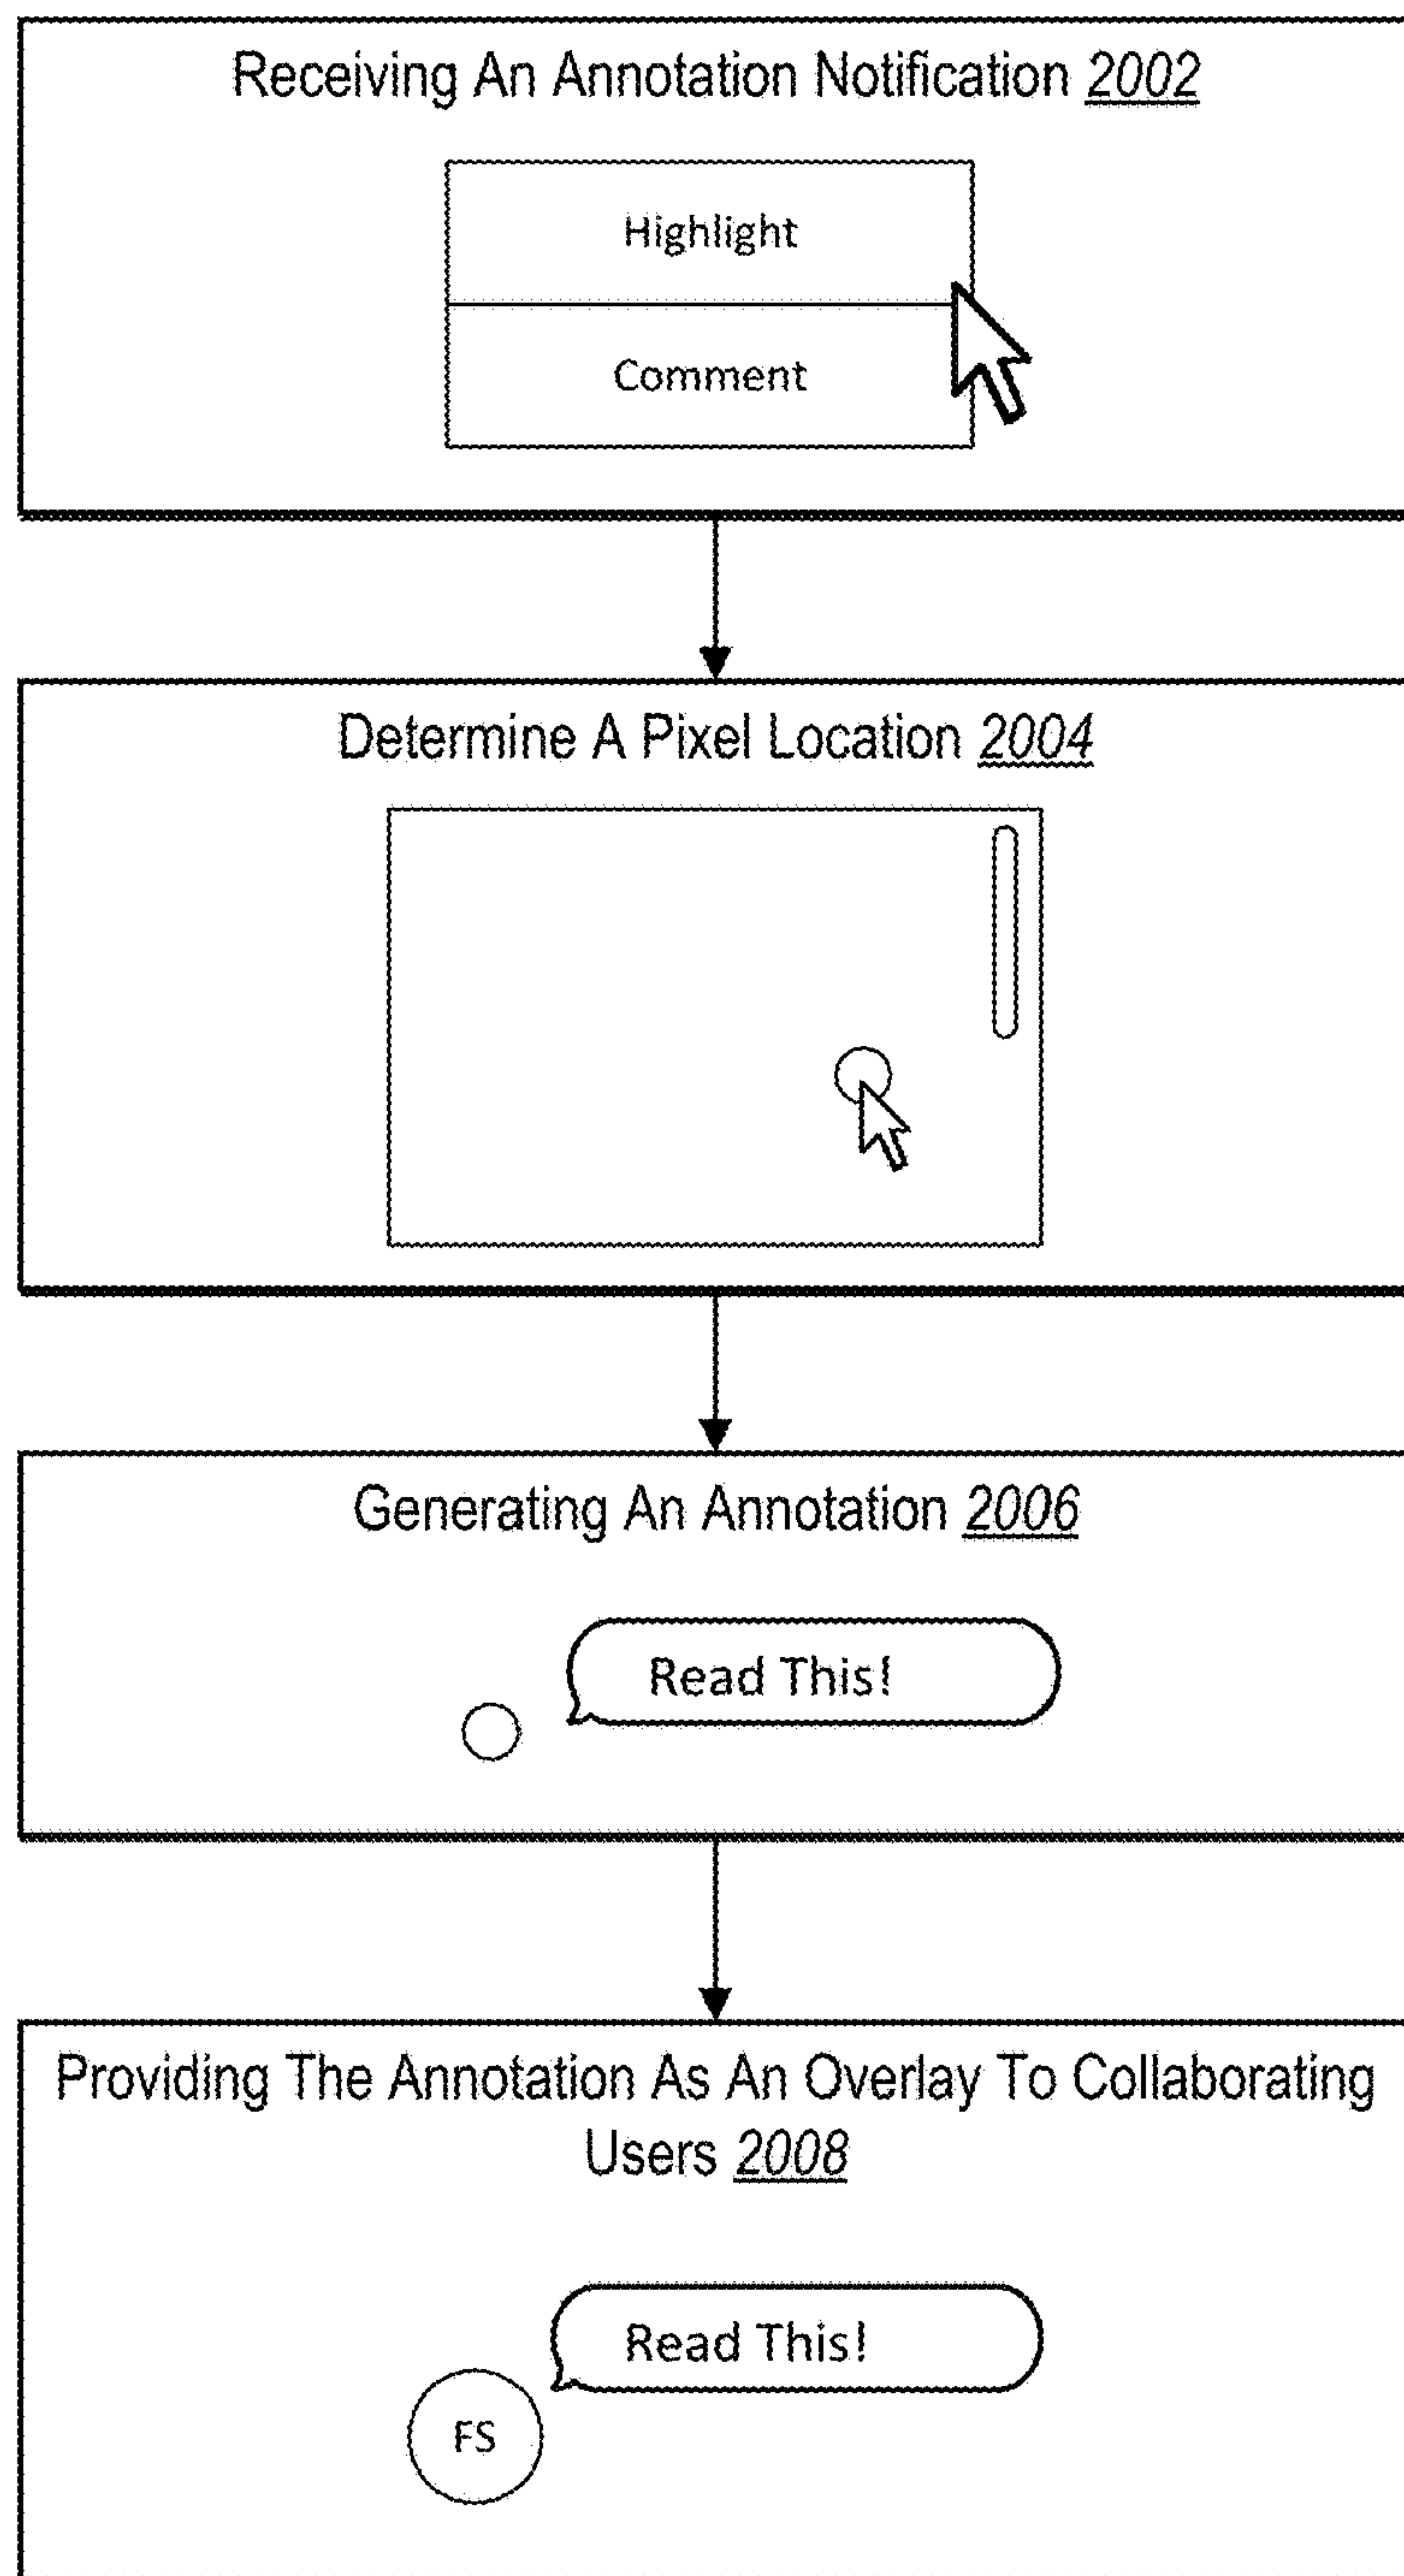 Receiving An Annotation Notification 2002
Highlight
Comment
Determine A Pixel Location 2004
Generating An Annotation 2006
Read This!
Providing The Annotation As An Overlay To Collaborating
Users 2008
Read This!
FS